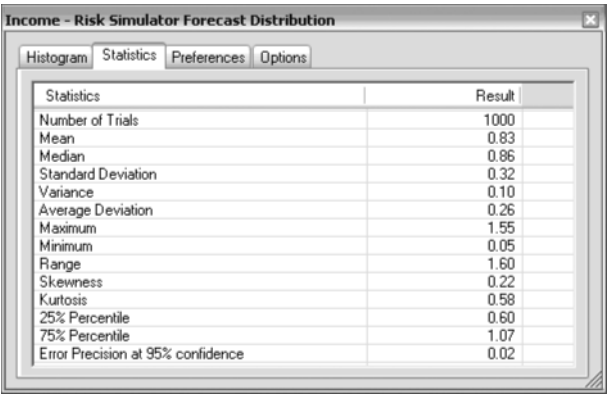 Income - Risk Simulator Forecast Distribution
Histogram Statistics Preferences Options
Statistics Result
Number of Trials 1000
Mean 0.83
Median 0.86
Standard Deviation 0.32
Variance 0.10
Average Deviation 0.26
Maximum 1.55
Minimum 0.05
Range 1.60
Skewness 0.22
Kurtosis 0.58
25% Percentile 0.60
75% Percentile 1.07
Error Precision at 95% confidence 0.02